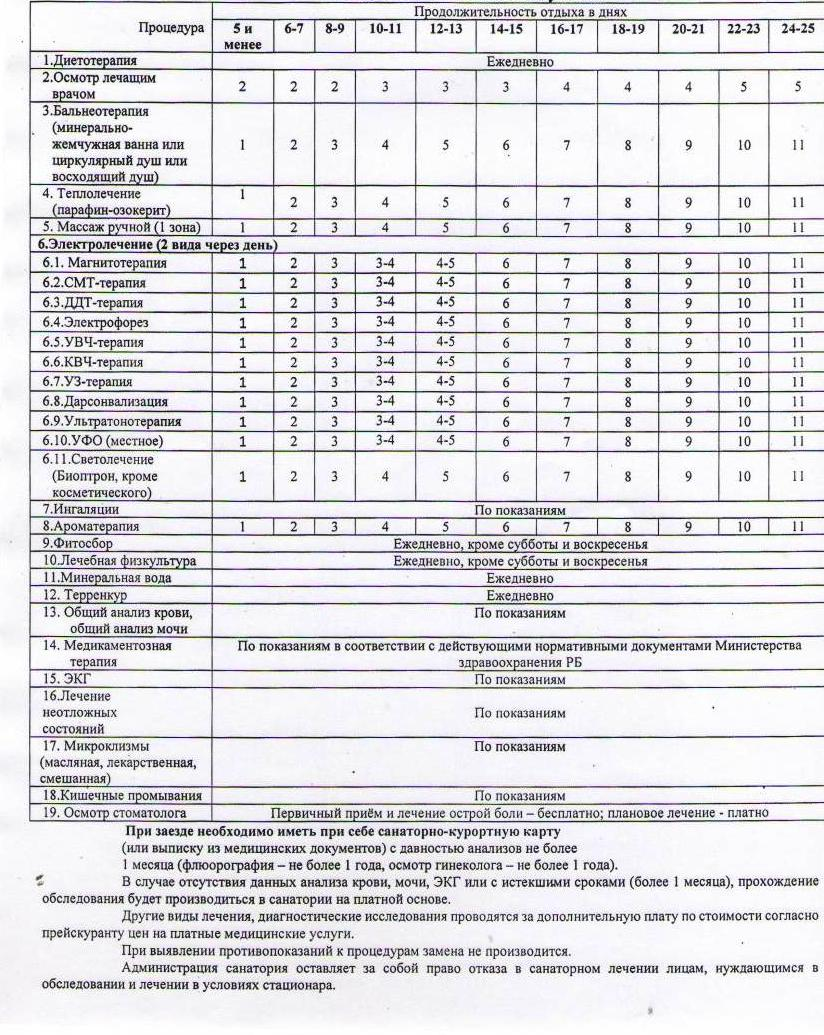 Продолжительность отдыха в днях
Процедура 5 и менее 6-7 8-9 10-11 12-13 14-15 16-17 18-19 20-21 22-23 24-25
1.Диетотерапия Ежедневно
2.Осмотр лечащим
врачом 2 2 2 3 3 3 4 4 4 5 5
3.Бальнеотерапия
(минерально-
жемчужная ванна или 1 2 3 4 5 6 7 8 9 10 11
циркулярный душ или
восходящий душ)
4. Теплолечение 1
(парафин-озокерит) 2 3 4 5 6 7 8 9 10 11
5. Массаж ручной (1 зона) 1 2 3 4 5 6 7 8 9 10 11
6.Электролечение (2 вида через день)
6.1. Магнитотерапия 1 2 3 3-4 4-5 6 7 8 9 10 11
6.2.СМТ-терапия 1 2 3 3-4 4-5 6 7 8 9 10 11
6.3.ДДТ-терапия 1 2 3 3-4 4-5 6 7 8 9 10 11
6.4.Электрофорез 1 2 3 3-4 4-5 6 7 8 9 10 11
6.5.УВЧ-терапия 1 2 3 3-4 4-5 6 7 8 9 10 11
6.6.КВЧ-терапия 1 2 3 3-4 4-5 6 7 8 9 10 11
6.7.УЗ-терапия 1 2 3 3-4 4-5 6 7 8 9 10 11
6.8.Дарсонвализация 1 2 3 3-4 4-5 6 7 8 9 10 11
6.9.Ультратонотерапия 1 2 3 3-4 4-5 6 7 8 9 10 11
6.10.УФО (местное) 1 2 3 3-4 4-5 6 7 8 9 10 11
6.11.Светолечение
(Биоптрон, кроме 1 2 3 4 5 6 7 8 9 10 11
косметического)
7.Ингаляции По показаниям
8.Ароматерапия 1 2 3 4 5 6 7 8 9 10 11
9.Фитосбор Ежедневно, кроме субботы и воскресенья
10.Лечебная физкультура Ежедневно, кроме субботы и воскресенья
11.Минеральная вода Ежедневно
12. Терренкур Ежедневно
13. Общий анализ крови, По показаниям
общий анализ мочи
14. Медикаментозная По показаниям в соответствии с действующими нормативными документами Министерства
терапия здравоохранения РБ
15. ЭКГ По показаниям
16.Лечение
неотложных По показаниям
состояний
17. Микроклизмы По показаниям
(масляная, лекарственная,
смешанная)
18.Кишечные промывания По показаниям
19. Осмотр стоматолога Первичный приём и лечение острой боли – бесплатно; плановое лечение - платно
При заезде необходимо иметь при себе санаторно-курортную карту
(или выписку из медицинских документов) с давностью анализов не более
1 месяца (флюорография – не более 1 года, осмотр гинеколога – не более 1 года).
В случае отсутствия данных анализа крови, мочи, ЭКГ или с истекшими сроками (более 1 месяца), прохождение
обследования будет производиться в санатории на платной основе.
Другие виды лечения, диагностические исследования проводятся за дополнительную плату по стоимости согласно
прейскуранту цен на платные медицинские услуги.
При выявлении противопоказаний к процедурам замена не производится.
Администрация санатория оставляет за собой право отказа в санаторном лечении лицам, нуждающимся в
обследовании и лечении в условиях стационара.